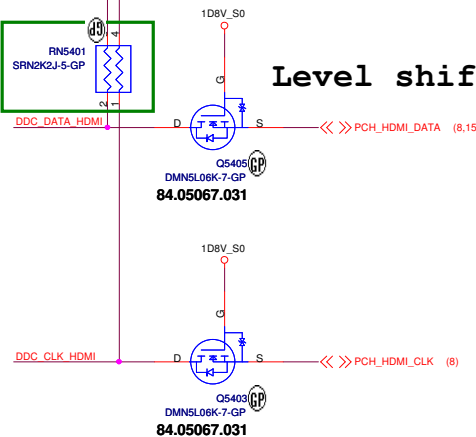 GP
3 4
RN5401
SRN2K2J-5-GP
2 1
DDC_DATA_HDMI
1D8V_S0
G
D
S
Level shif
PCH_HDMI_DATA (8,15
Q5405
GP
DMN5L06K-7-GP
84.05067.031
1D8V_S0
G
DDC_CLK_HDMI
D
S
PCH_HDMI_CLK (8)
Q5403
GP
DMN5L06K-7-GP
84.05067.031